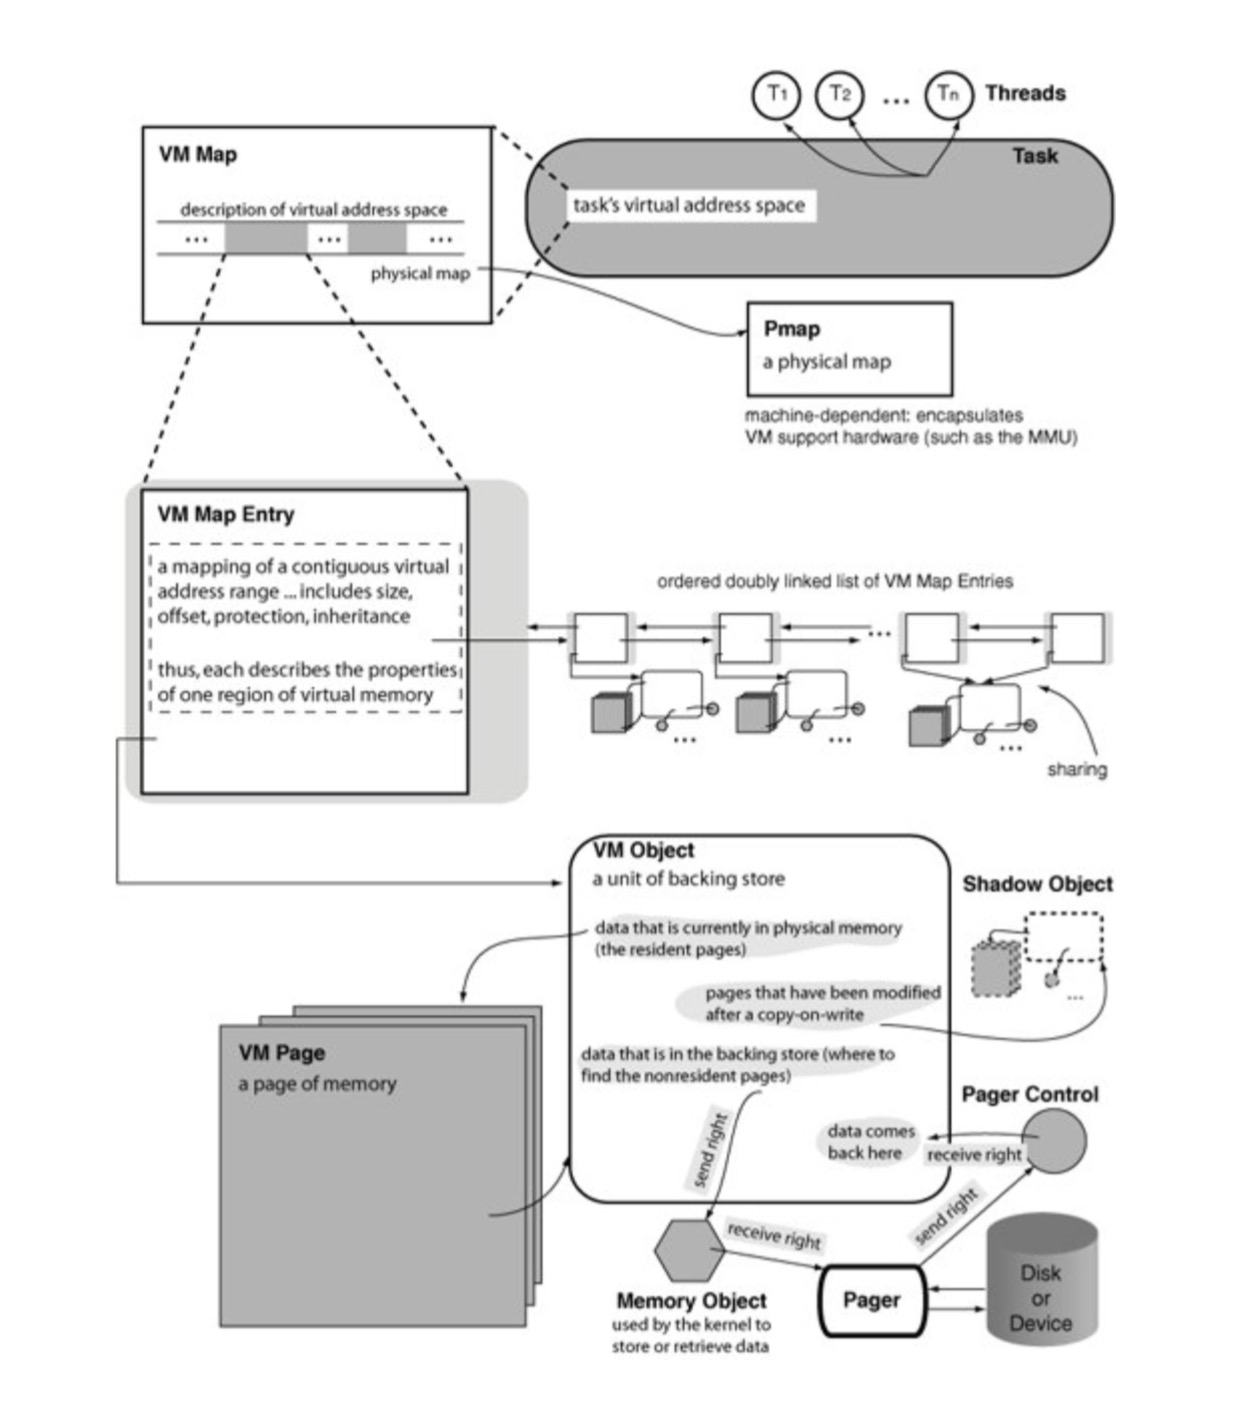 T1
T2
...
Tn
Threads
VM Map
description of virtual address space
... ... ...
physical map
Task
task's virtual address space
Pmap
a physical map
machine-dependent: encapsulates
VM support hardware (such as the MMU)
VM Map Entry
a mapping of a contiguous virtual
address range ... includes size,
offset, protection, inheritance
thus, each describes the properties
of one region of virtual memory
ordered doubly linked list of VM Map Entries
...
...
...
...
sharing
VM Object
a unit of backing store
data that is currently in physical memory
(the resident pages)
pages that have been modified
after a copy-on-write
data that is in the backing store (where to
find the nonresident pages)
Shadow Object
...
VM Page
a page of memory
Pager Control
data comes
back here
receive right
send right
send right
receive right
Memory Object
used by the kernel to
store or retrieve data
Pager
Disk
or
Device